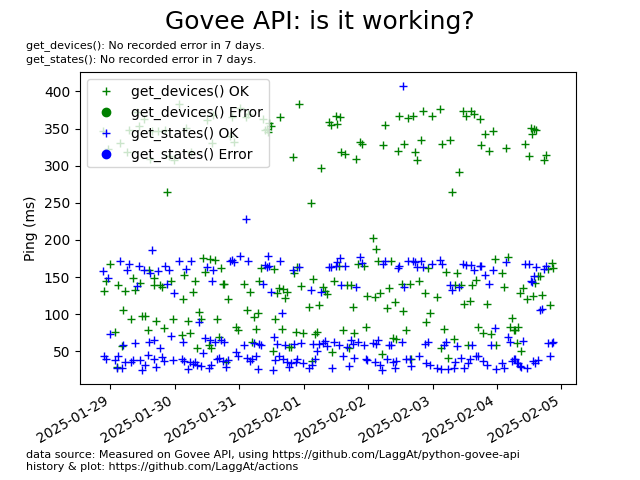 Govee API: is it working?
get_devices(): No recorded error in 7 days.
get_states(): No recorded error in 7 days.
get_devices() OK
get_devices() Error
get_states() OK
get_states() Error
Ping (ms)
400
350
300
250
200
150
100
50
2025-01-29
2025-01-30
2025-01-31
2025-02-01
2025-02-02
2025-02-03
2025-02-04
2025-02-05
data source: Measured on Govee API, using https://github.com/LaggAt/python-govee-api
history & plot: https://github.com/LaggAt/actions